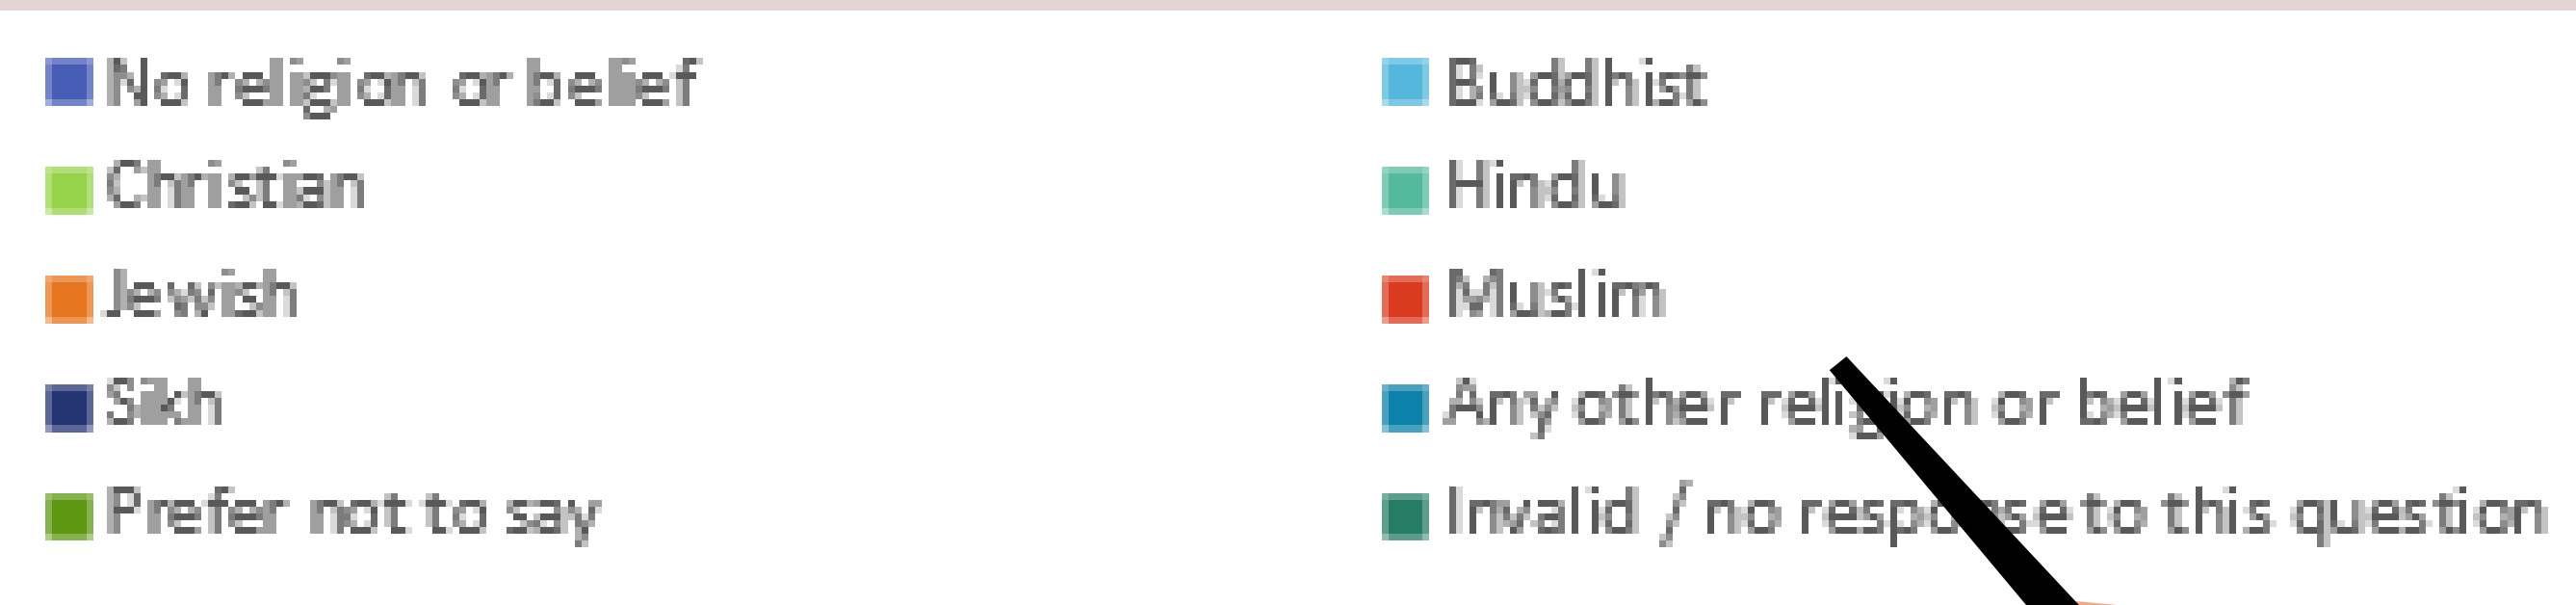 No religion or belief
Buddhist
Christian
Hindu
Jewish
Muslim
Sikh
Any other religion or belief
Prefer not to say
Invalid / no response to this question